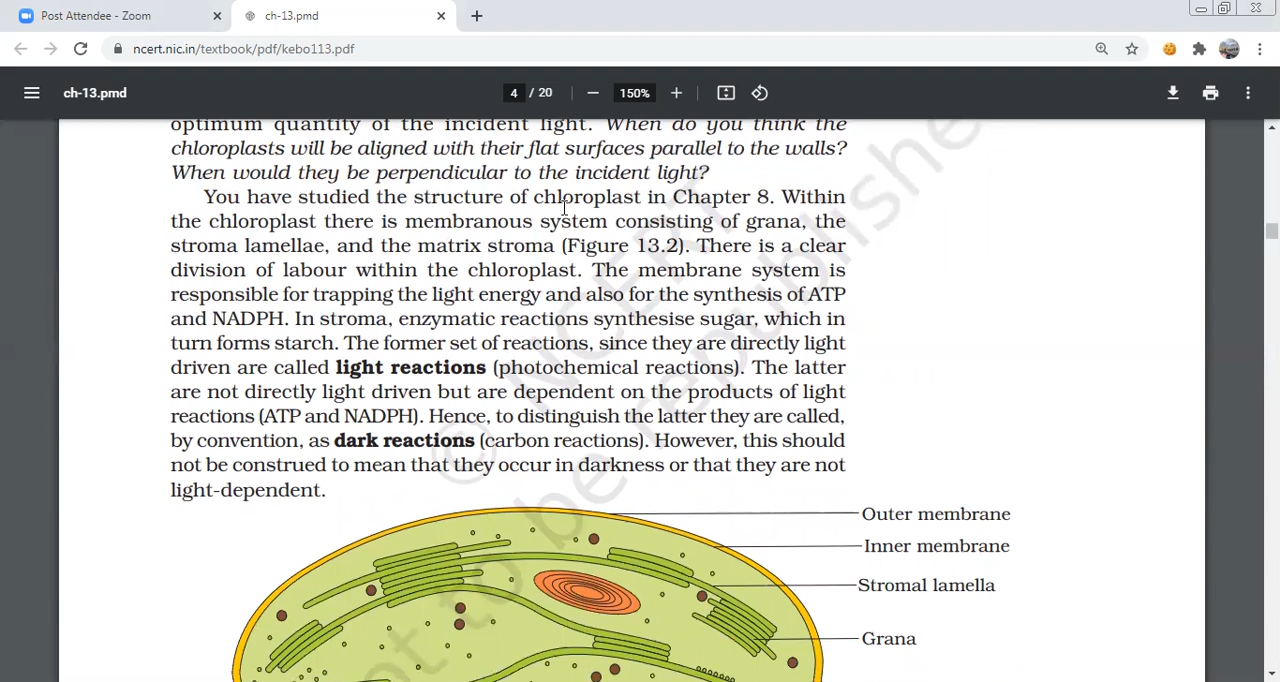 Post Attendee - Zoom
ch-13.pmd
ncert.nic.in/textbook/pdf/kebo113.pdf
ch-13.pmd
4 / 20
150%
optimum quantity of the incident light. When do you think the
chloroplasts will be aligned with their flat surfaces parallel to the walls?
When would they be perpendicular to the incident light?
You have studied the structure of chloroplast in Chapter 8. Within
the chloroplast there is membranous system consisting of grana, the
stroma lamellae, and the matrix stroma (Figure 13.2). There is a clear
division of labour within the chloroplast. The membrane system is
responsible for trapping the light energy and also for the synthesis of ATP
and NADPH. In stroma, enzymatic reactions synthesise sugar, which in
turn forms starch. The former set of reactions, since they are directly light
driven are called light reactions (photochemical reactions). The latter
are not directly light driven but are dependent on the products of light
reactions (ATP and NADPH). Hence, to distinguish the latter they are called,
by convention, as dark reactions (carbon reactions). However, this should
not be construed to mean that they occur in darkness or that they are not
light-dependent.
Outer membrane
Inner membrane
Stromal lamella
Grana
© NCERT
not to be republished